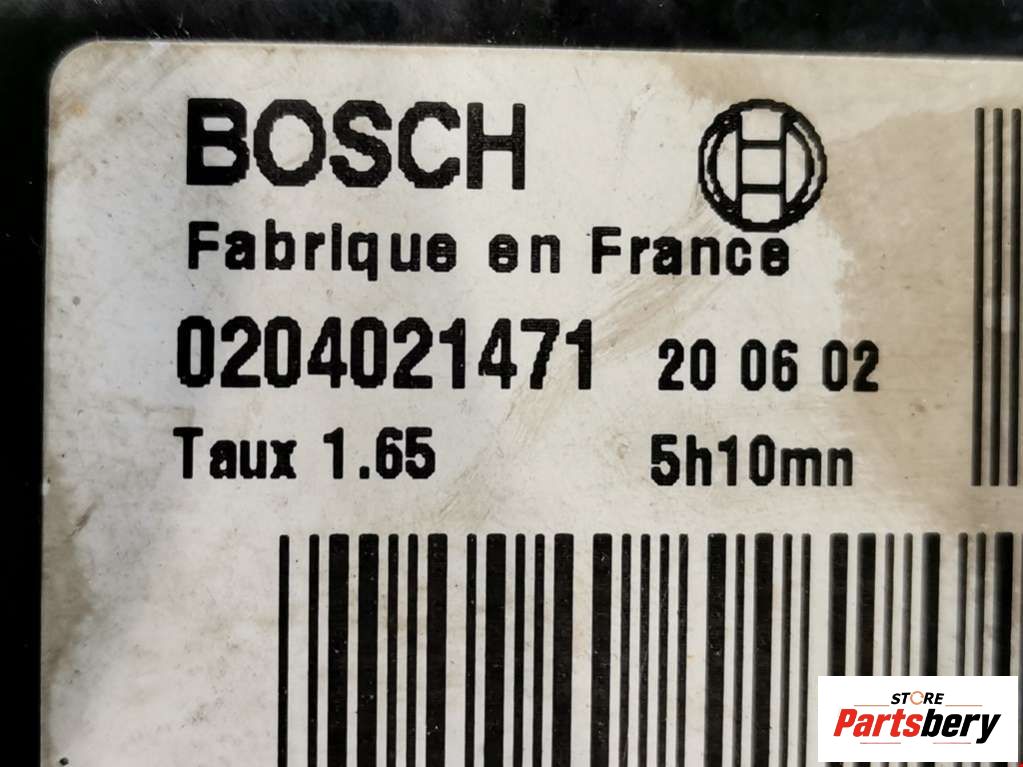 BOSCH
Fabrique en France
0204021471 20 06 02
Taux 1.65 5h10mn
STORE
Partsbery